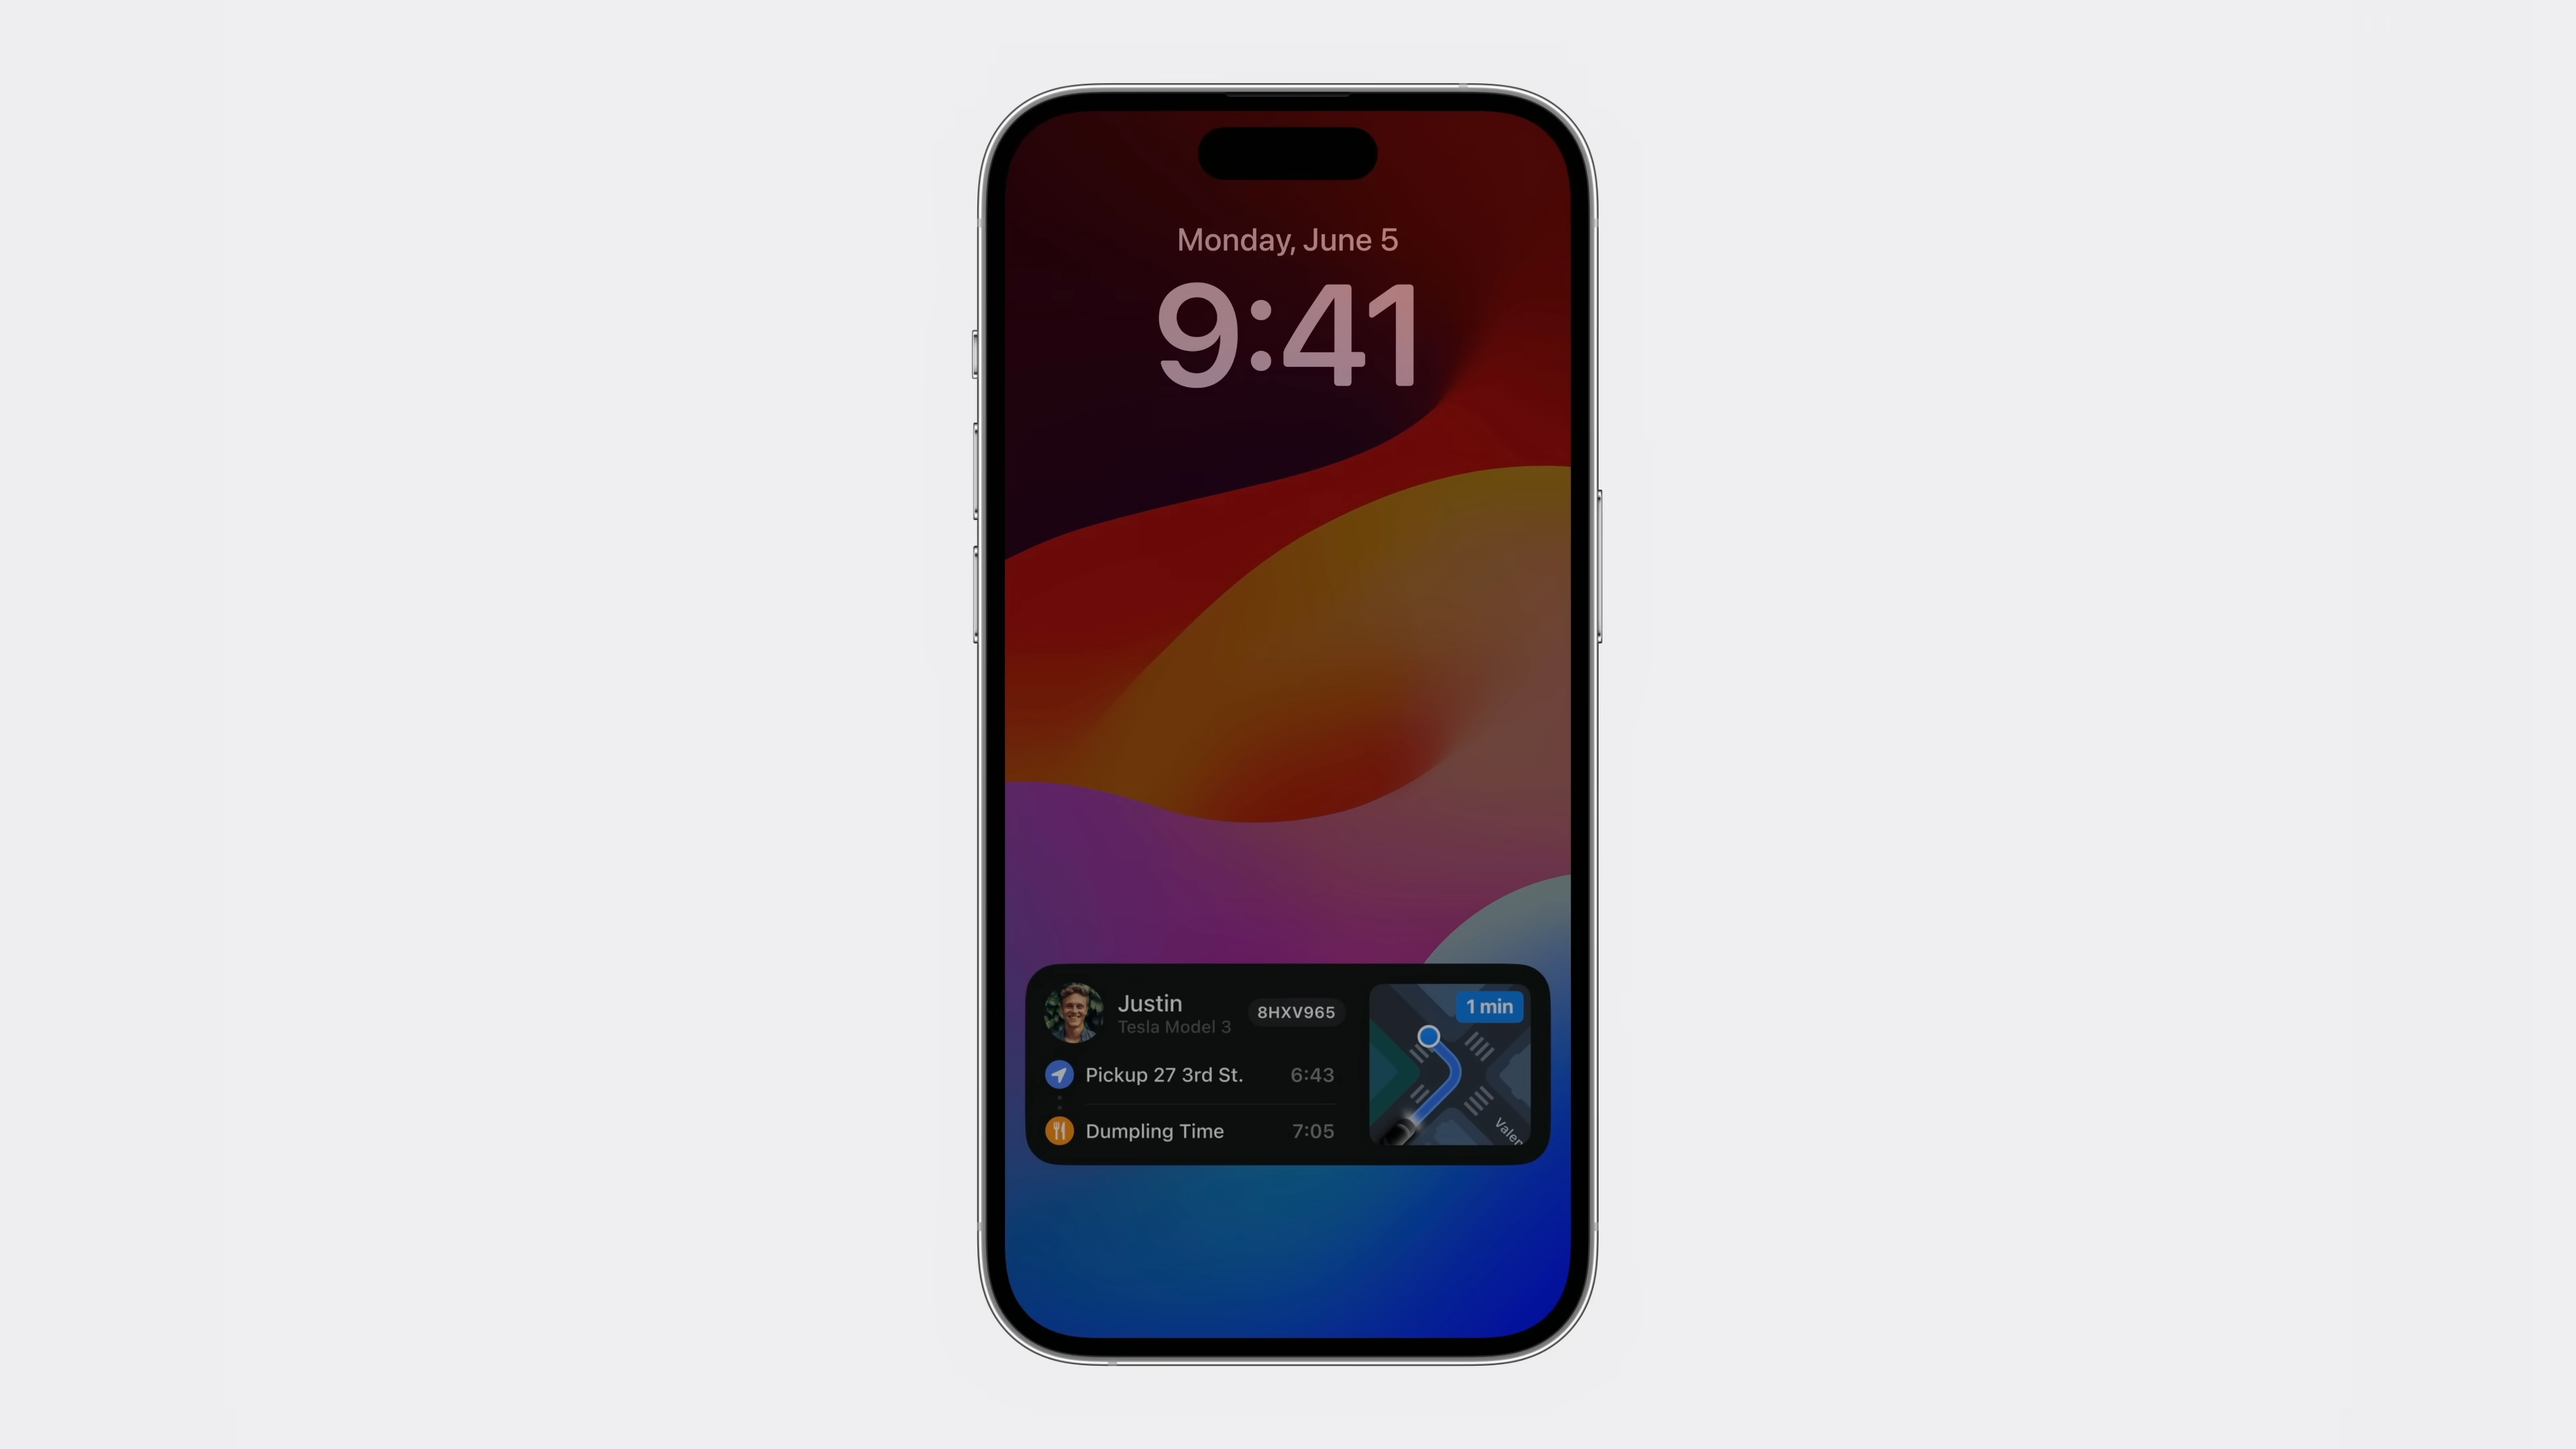 Monday, June 5
9:41
Justin
Tesla Model 3
8HXV965
1 min
Pickup 27 3rd St.
6:43
Dumpling Time
7:05
Valen